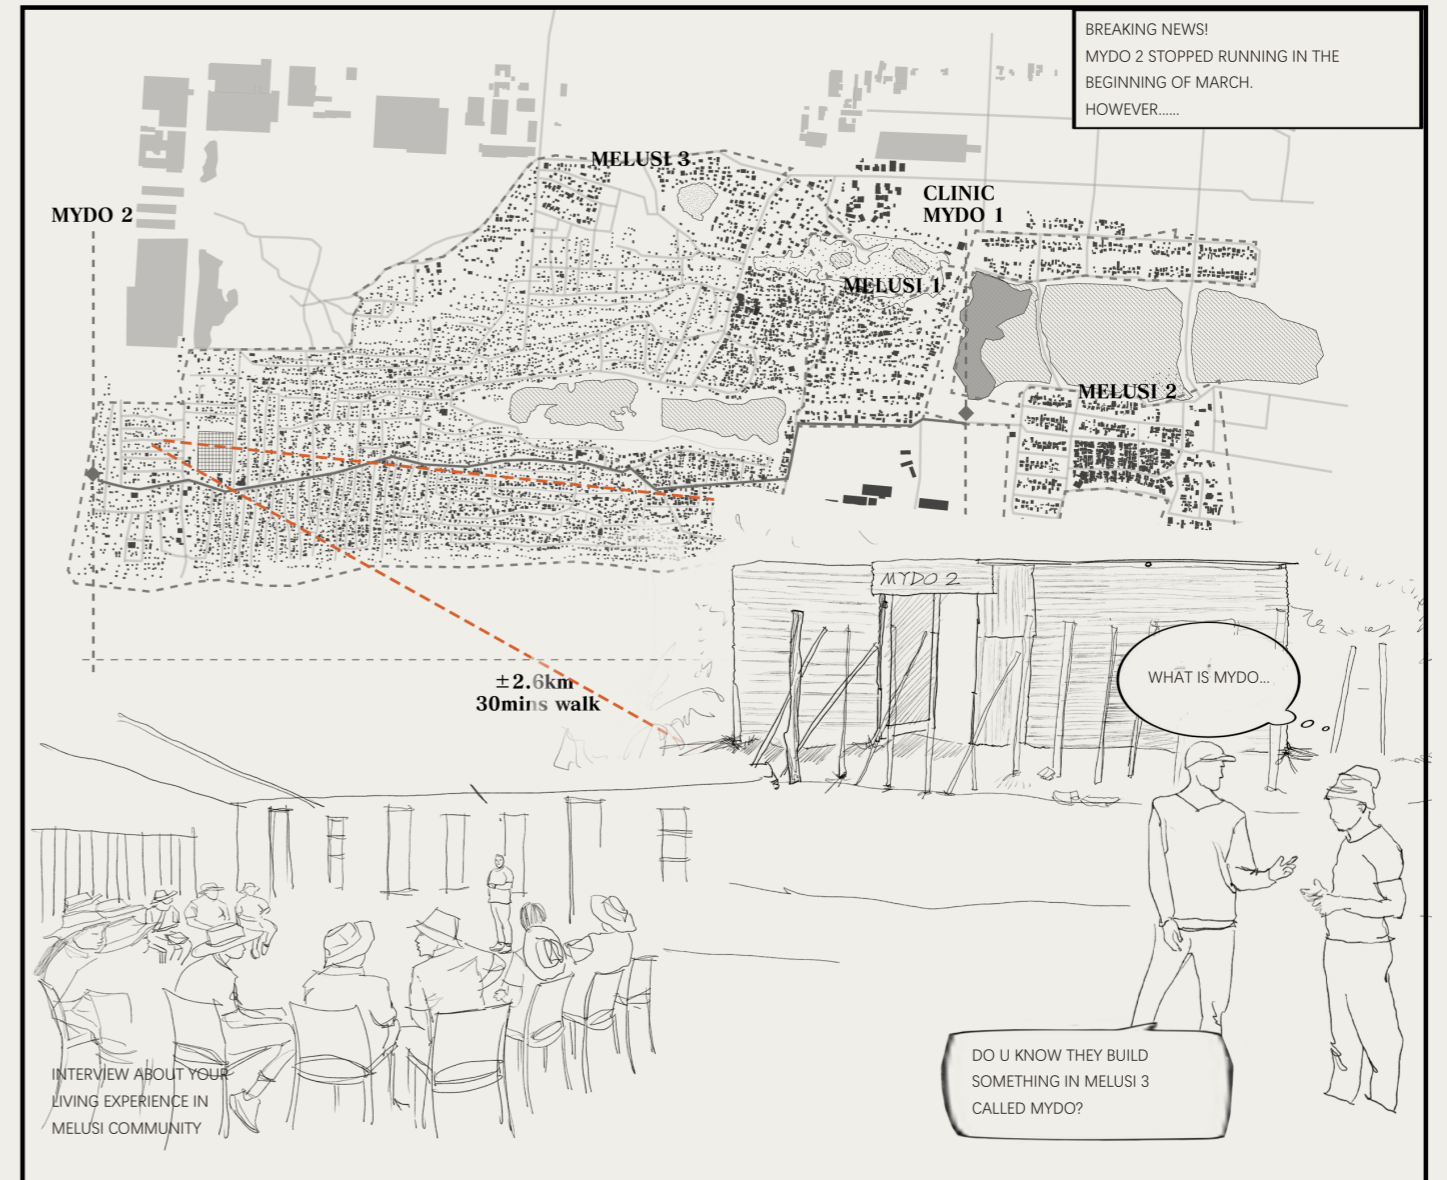 BREAKING NEWS!
MYDO 2 STOPPED RUNNING IN THE
BEGINNING OF MARCH.
HOWEVER......
MELUSI 3
CLINIC
MYDO 1
MYDO 2
MELUSI 1
MELUSI 2
MYDO 2
±2.6km
30mins walk
WHAT IS MYDO...
DO U KNOW THEY BUILD
SOMETHING IN MELUSI 3
CALLED MYDO?
INTERVIEW ABOUT YOUR
LIVING EXPERIENCE IN
MELUSI COMMUNITY